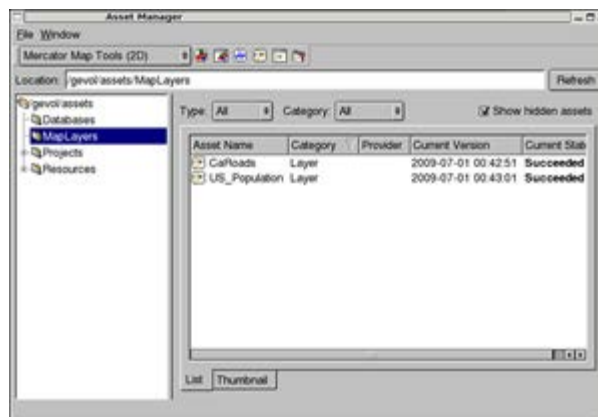 Asset Manager
File Window
Mercator Map Tools (2D)
Location: /gevol/assets/MapLayers Refresh
/gevol/assets
Databases
MapLayers
Projects
Resources
Type: All Category: All Show hidden assets
Asset Name Category Provider Current Version Current Stat
CaRoads Layer 2009-07-01 00:42:51 Succeeded
US_Population Layer 2009-07-01 00:43:01 Succeeded
List Thumbnail